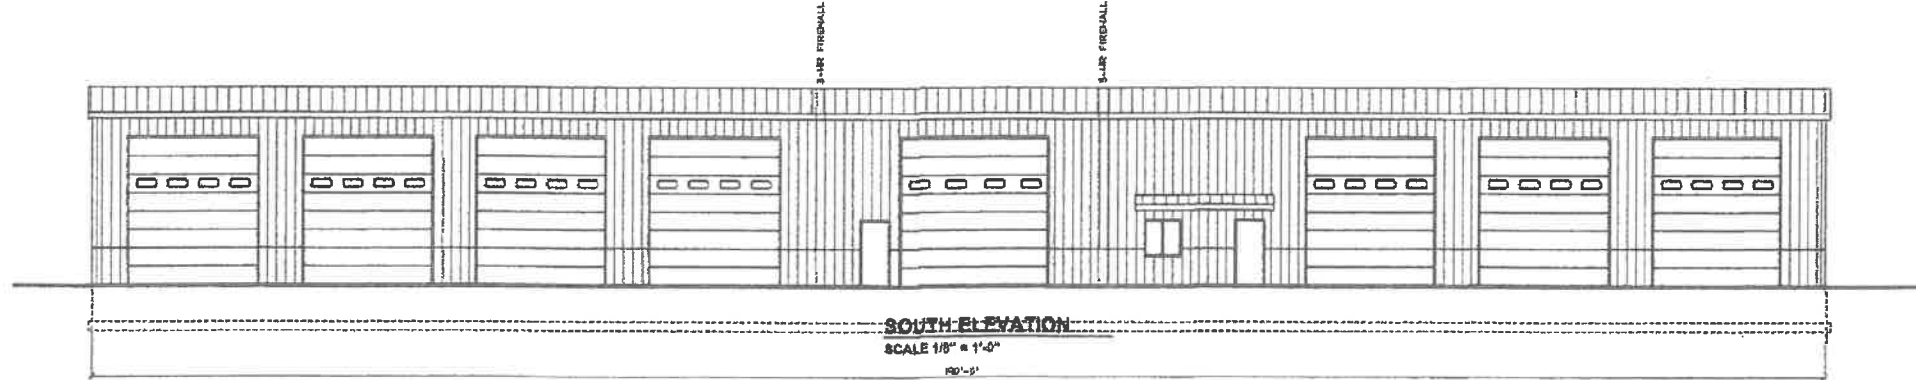 3-HR FIREWALL
3-HR FIREWALL
SOUTH ELEVATION
SCALE 1/8" = 1'-0"